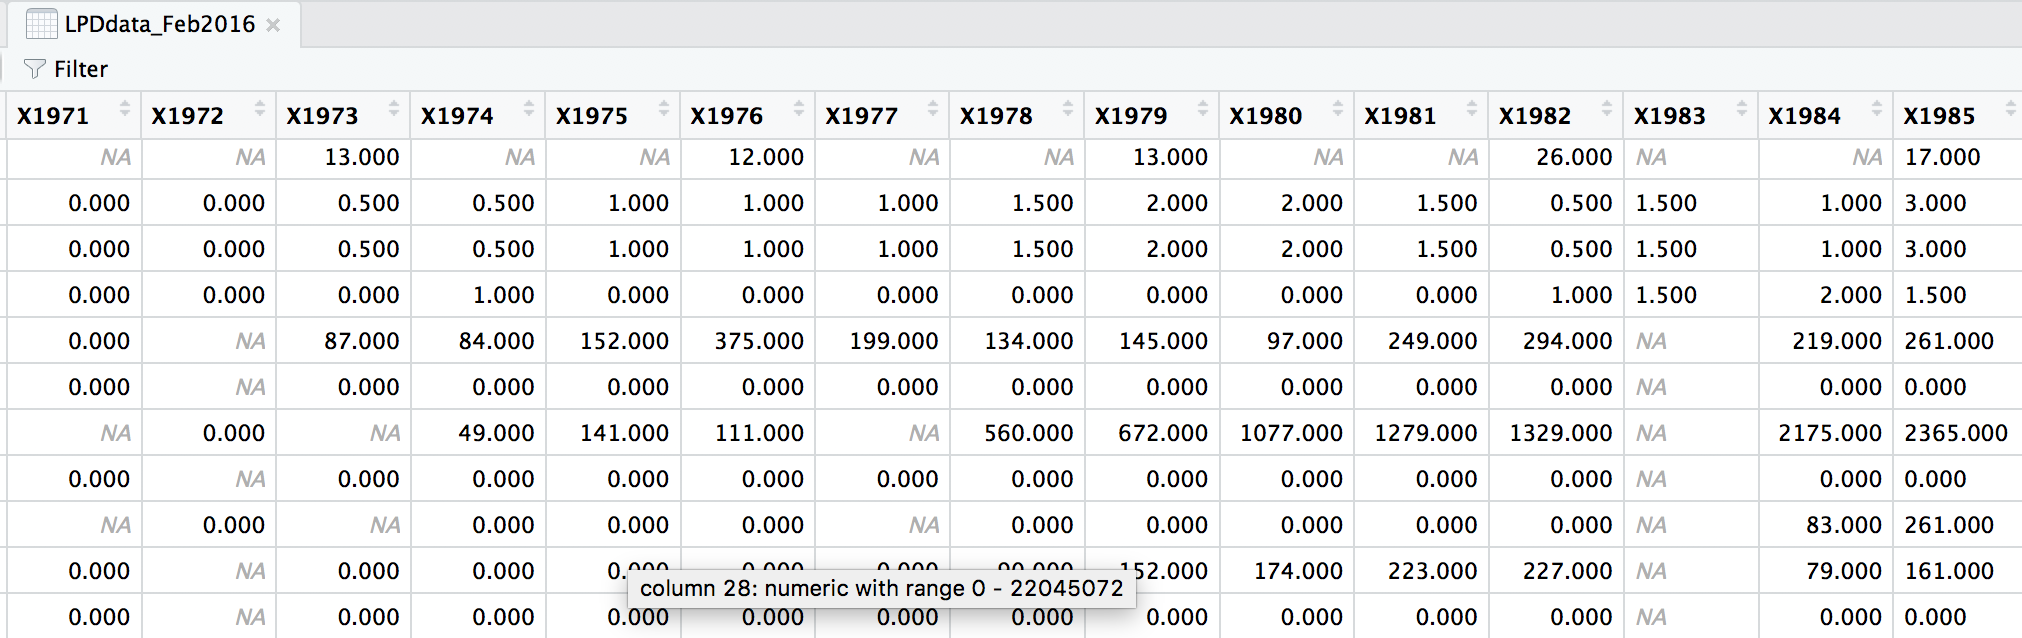 LPDdata_Feb2016
Filter
X1971 X1972 X1973 X1974 X1975 X1976 X1977 X1978 X1979 X1980 X1981 X1982 X1983 X1984 X1985
NA NA 13.000 NA NA 12.000 NA NA 13.000 NA NA 26.000 NA NA 17.000
0.000 0.000 0.500 0.500 1.000 1.000 1.000 1.500 2.000 2.000 1.500 0.500 1.500 1.000 3.000
0.000 0.000 0.500 0.500 1.000 1.000 1.000 1.500 2.000 2.000 1.500 0.500 1.500 1.000 3.000
0.000 0.000 0.000 1.000 0.000 0.000 0.000 0.000 0.000 0.000 0.000 1.000 1.500 2.000 1.500
0.000 NA 87.000 84.000 152.000 375.000 199.000 134.000 145.000 97.000 249.000 294.000 NA 219.000 261.000
0.000 NA 0.000 0.000 0.000 0.000 0.000 0.000 0.000 0.000 0.000 0.000 NA 0.000 0.000
NA 0.000 NA 49.000 141.000 111.000 NA 560.000 672.000 1077.000 1279.000 1329.000 NA 2175.000 2365.000
0.000 NA 0.000 0.000 0.000 0.000 0.000 0.000 0.000 0.000 0.000 0.000 NA 0.000 0.000
NA 0.000 NA 0.000 0.000 0.000 NA 0.000 0.000 0.000 0.000 0.000 NA 83.000 261.000
0.000 NA 0.000 0.000 0.000 0.000 0.000 90.000 152.000 174.000 223.000 227.000 NA 79.000 161.000
column 28: numeric with range 0 - 22045072
0.000 NA 0.000 0.000 0.000 0.000 0.000 0.000 0.000 0.000 0.000 0.000 NA 0.000 0.000